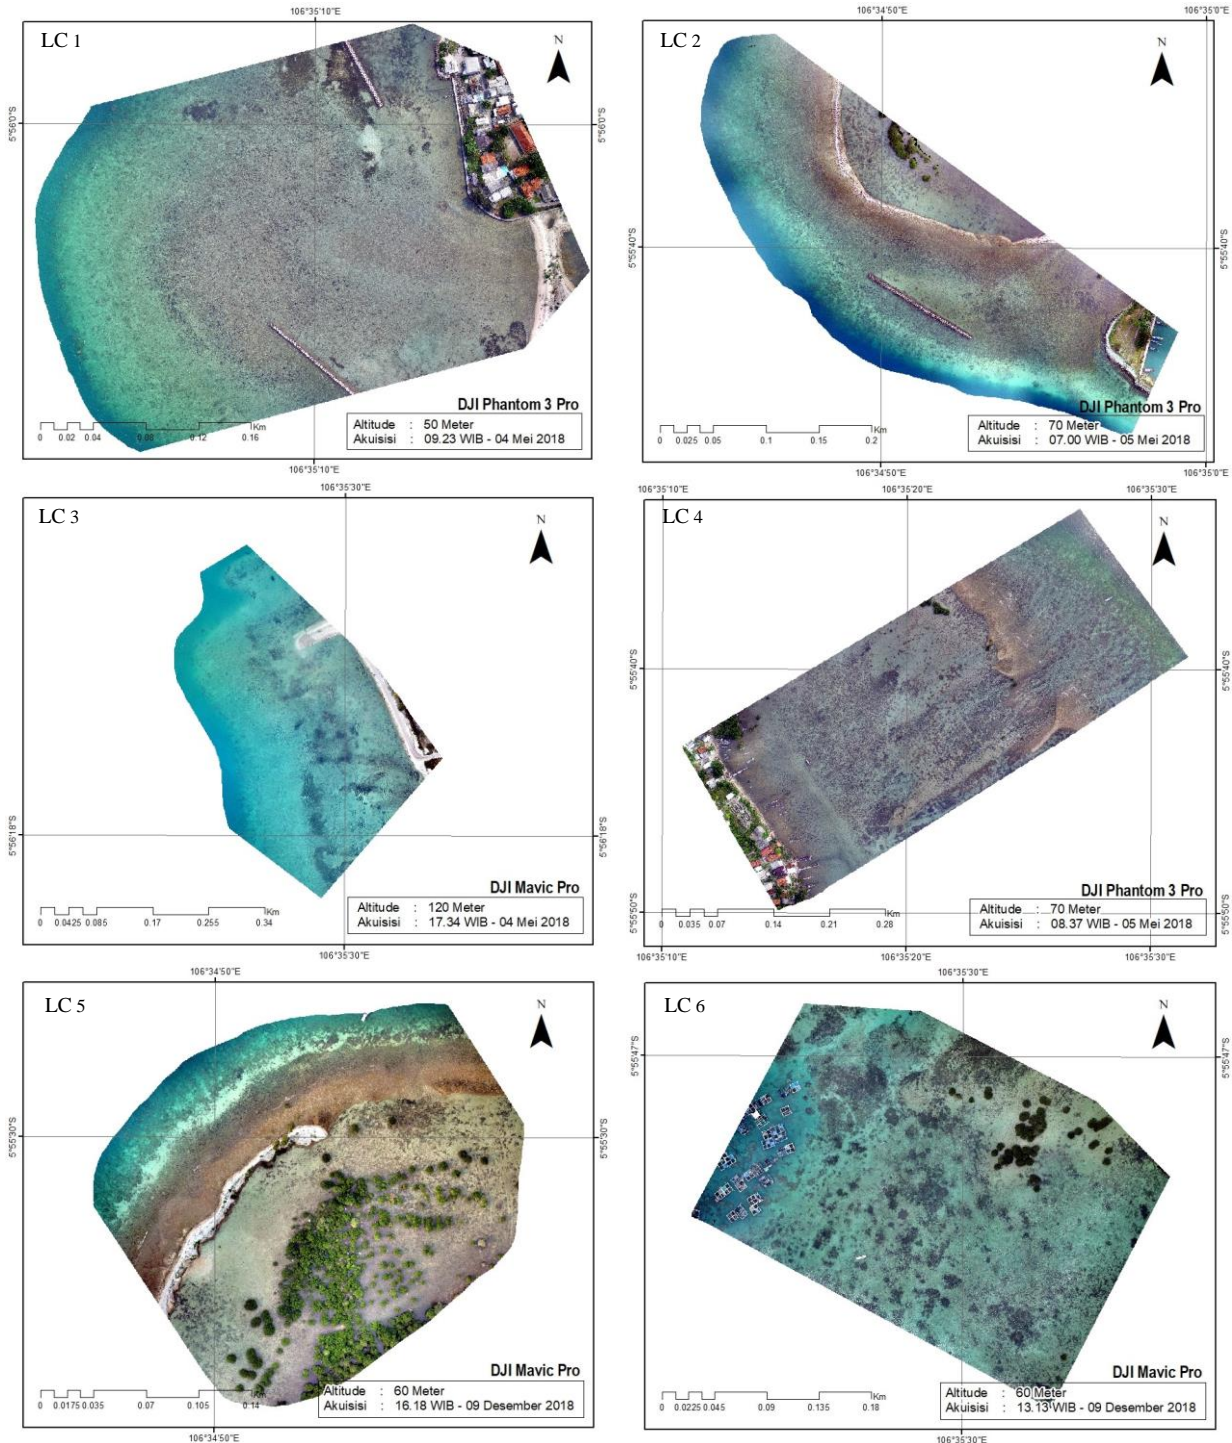 106°35'10"E
LC 1
N
5°56'0"S
5°56'0"S
DJI Phantom 3 Pro
Altitude : 50 Meter
Akuisisi : 09.23 WIB - 04 Mei 2018
Km
0 0.02 0.04 0.08 0.12 0.16
106°35'10"E
106°34'50"E 106°35'0"E
LC 2
N
5°55'40"S
5°55'40"S
DJI Phantom 3 Pro
Altitude : 70 Meter
Akuisisi : 07.00 WIB - 05 Mei 2018
Km
0 0.025 0.05 0.1 0.15 0.2
106°34'50"E 106°35'0"E
106°35'30"E
LC 3
N
5°56'18"S
5°56'18"S
DJI Mavic Pro
Altitude : 120 Meter
Akuisisi : 17.34 WIB - 04 Mei 2018
Km
0 0.0425 0.085 0.17 0.255 0.34
106°35'30"E
106°35'10"E 106°35'20"E 106°35'30"E
LC 4
N
5°55'40"S
5°55'40"S
DJI Phantom 3 Pro
Altitude : 70 Meter
Akuisisi : 08.37 WIB - 05 Mei 2018
Km
0 0.035 0.07 0.14 0.21 0.28
5°55'50"S
5°55'50"S
106°35'10"E 106°35'20"E 106°35'30"E
106°34'50"E
LC 5
N
5°55'30"S
5°55'30"S
DJI Mavic Pro
Altitude : 60 Meter
Akuisisi : 16.18 WIB - 09 Desember 2018
Km
0 0.0175 0.035 0.07 0.105 0.14
106°34'50"E
106°35'30"E
LC 6
N
5°55'47"S
5°55'47"S
DJI Mavic Pro
Altitude : 60 Meter
Akuisisi : 13.13 WIB - 09 Desember 2018
Km
0 0.0225 0.045 0.09 0.135 0.18
106°35'30"E